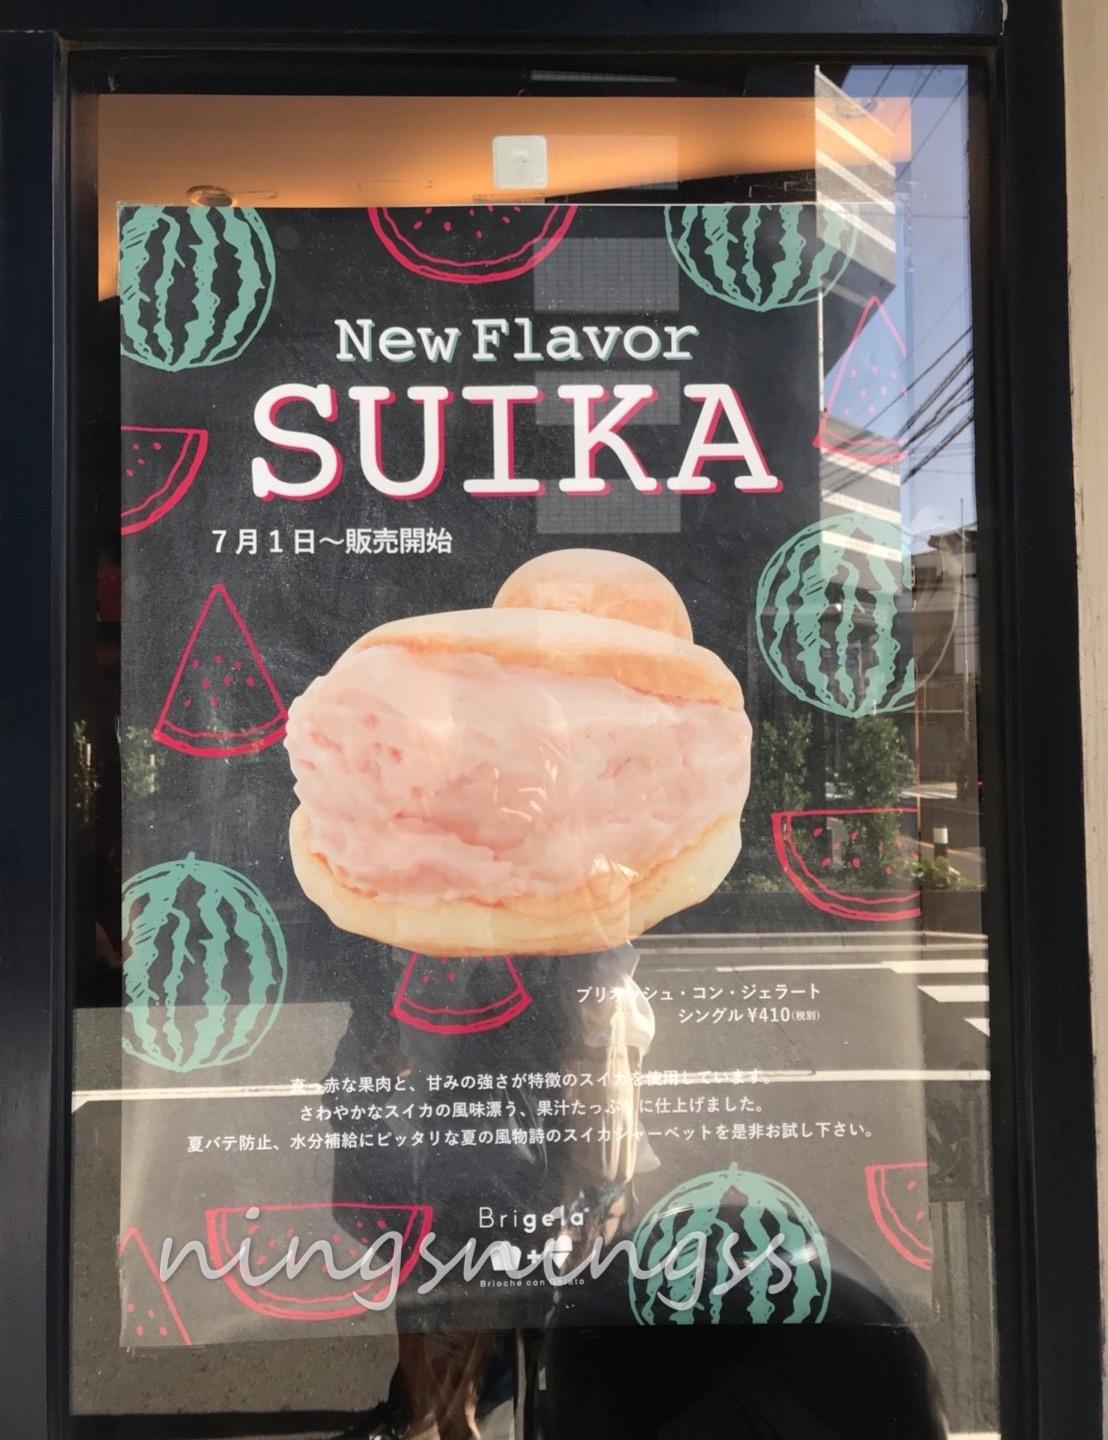 New Flavor
SUIKA
7月1日～販売開始
ブリオッシュ・コン・ジェラート
シングル ¥410(税別)
真っ赤な果肉と、甘みの強さが特徴のスイカを使用しています。
さわやかなスイカの風味漂う、果汁たっぷりに仕上げました。
夏バテ防止、水分補給にピッタリな夏の風物詩のスイカシャーベットを是非お試し下さい。
Brigela
Brioche con Gelato
ningsningss